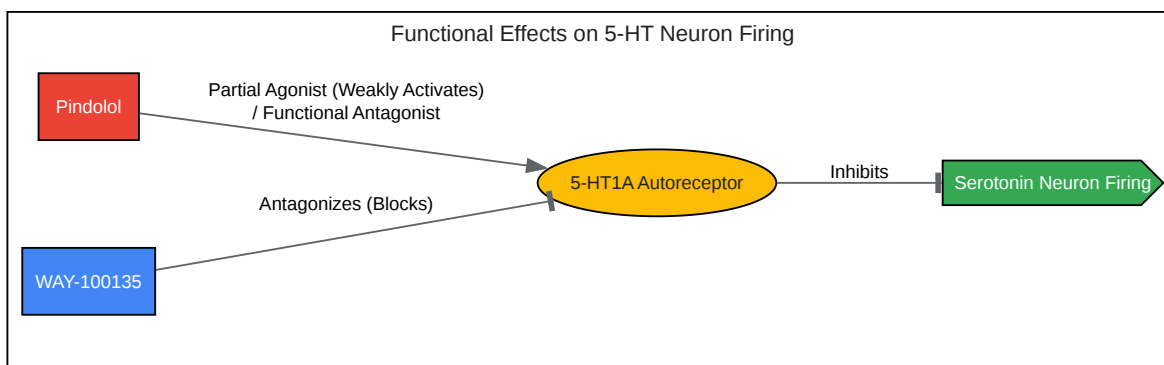 Functional Effects on 5-HT Neuron Firing
Pindolol
Partial Agonist (Weakly Activates)
/ Functional Antagonist
5-HT1A Autoreceptor
Inhibits
Serotonin Neuron Firing
Antagonizes (Blocks)
WAY-100135